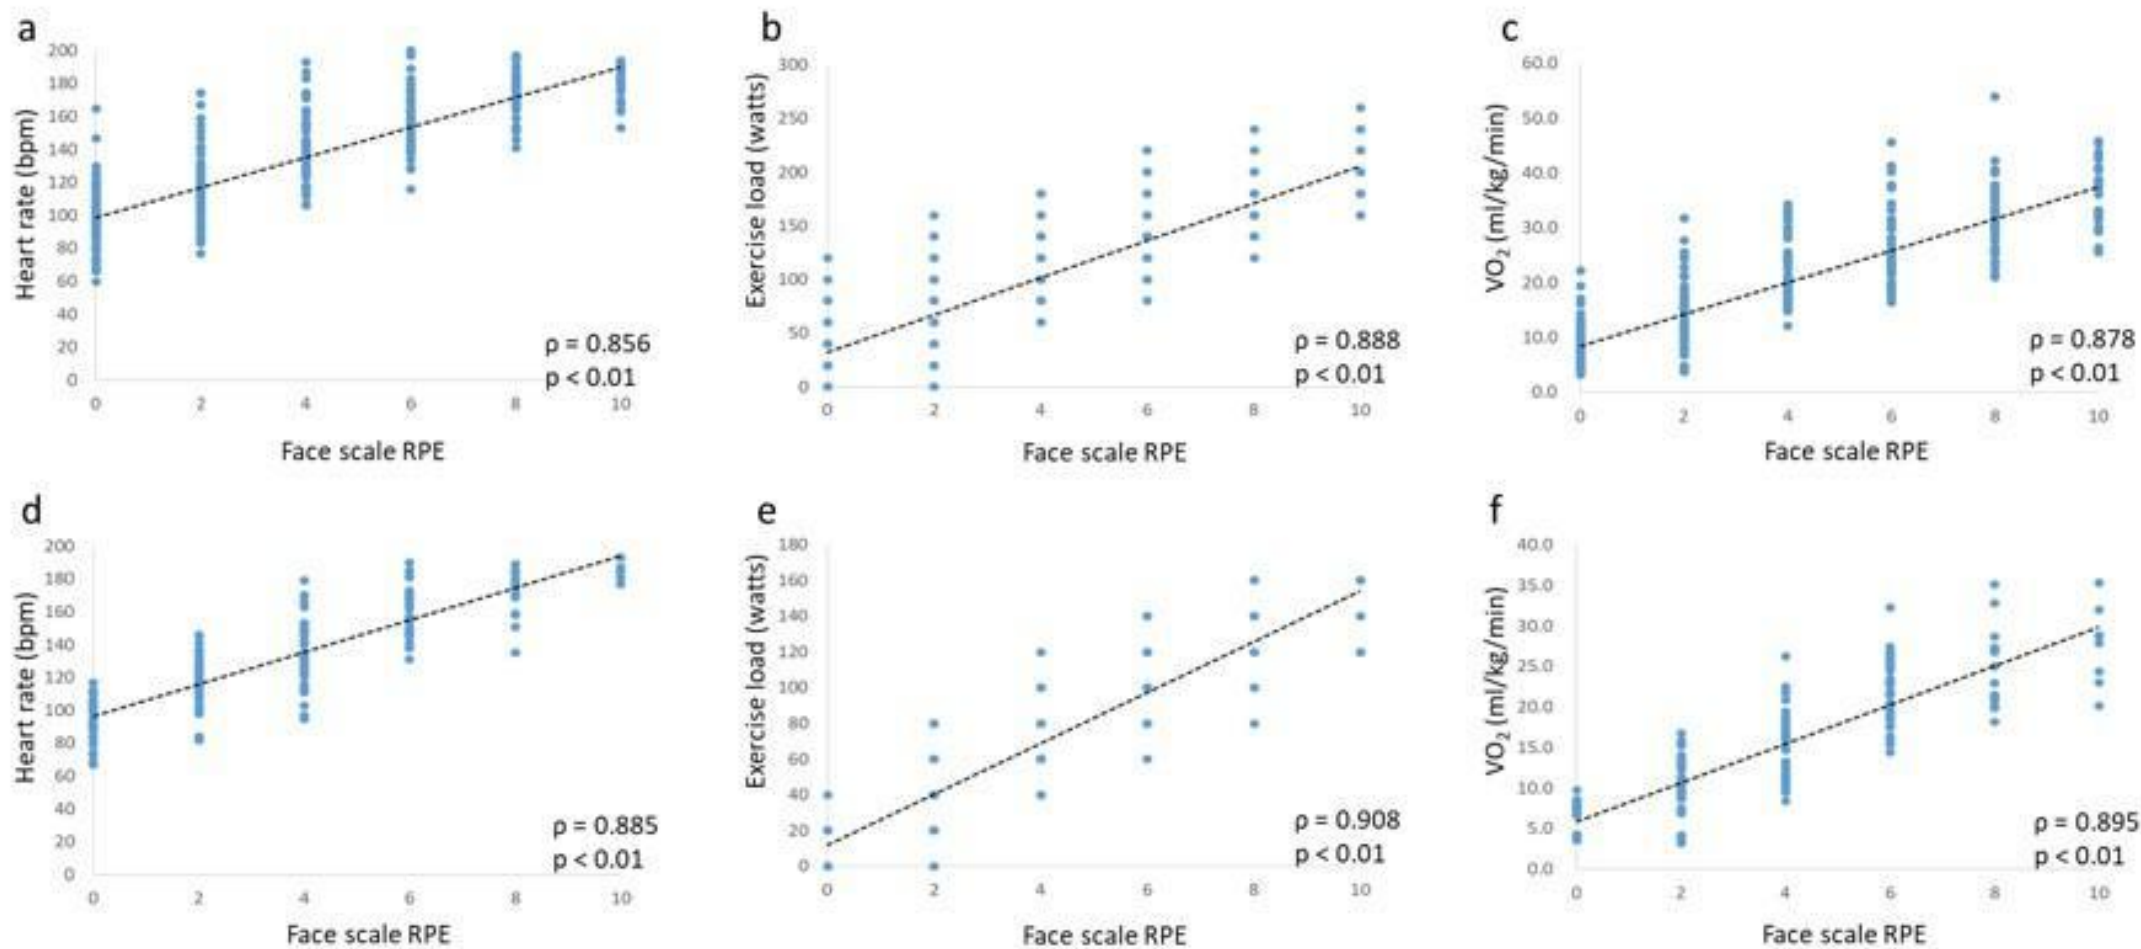 a
Heart rate (bpm)
200
180
160
140
120
100
80
60
40
20
0
0 2 4 6 8 10
Face scale RPE
ρ = 0.856
p < 0.01
b
Exercise load (watts)
300
250
200
150
100
50
0
0 2 4 6 8 10
Face scale RPE
ρ = 0.888
p < 0.01
c
VO₂ (ml/kg/min)
60.0
50.0
40.0
30.0
20.0
10.0
0.0
0 2 4 6 8 10
Face scale RPE
ρ = 0.878
p < 0.01
d
Heart rate (bpm)
200
180
160
140
120
100
80
60
40
20
0
0 2 4 6 8 10
Face scale RPE
ρ = 0.885
p < 0.01
e
Exercise load (watts)
180
160
140
120
100
80
60
40
20
0
0 2 4 6 8 10
Face scale RPE
ρ = 0.908
p < 0.01
f
VO₂ (ml/kg/min)
40.0
35.0
30.0
25.0
20.0
15.0
10.0
5.0
0.0
0 2 4 6 8 10
Face scale RPE
ρ = 0.895
p < 0.01